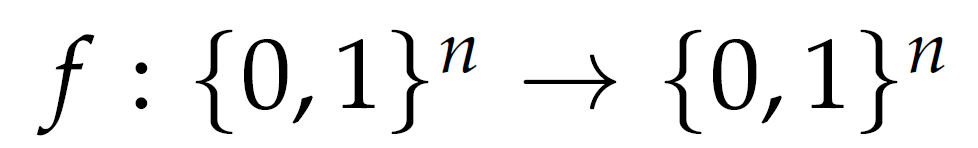 f : {0, 1}ⁿ → {0, 1}ⁿ